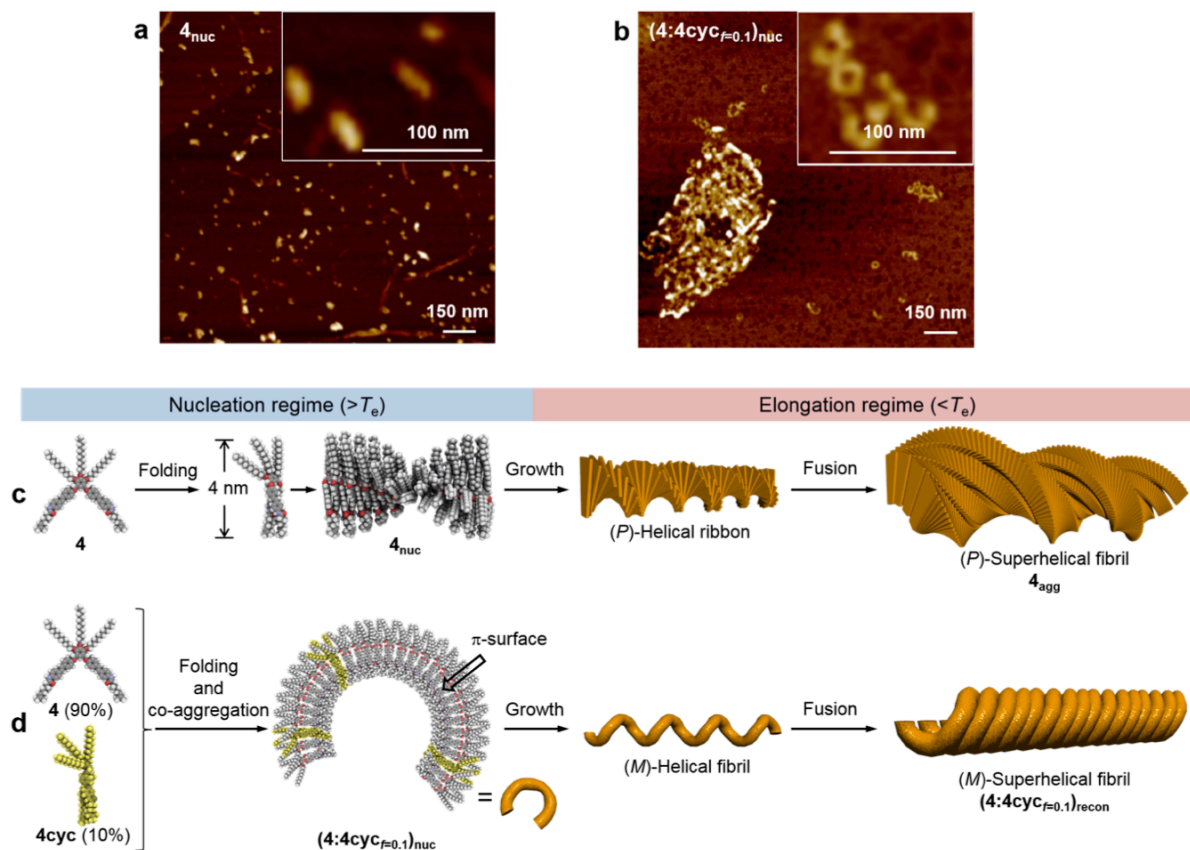 a
4nuc
100 nm
150 nm
b
(4:4cycf=0.1)nuc
100 nm
150 nm
Nucleation regime (>Te)
Elongation regime (<Te)
c
4
Folding
4 nm
4nuc
Growth
(P)-Helical ribbon
Fusion
(P)-Superhelical fibril
4agg
d
4 (90%)
4cyc (10%)
Folding
and
co-aggregation
π-surface
=
(4:4cycf=0.1)nuc
Growth
(M)-Helical fibril
Fusion
(M)-Superhelical fibril
(4:4cycf=0.1)recon